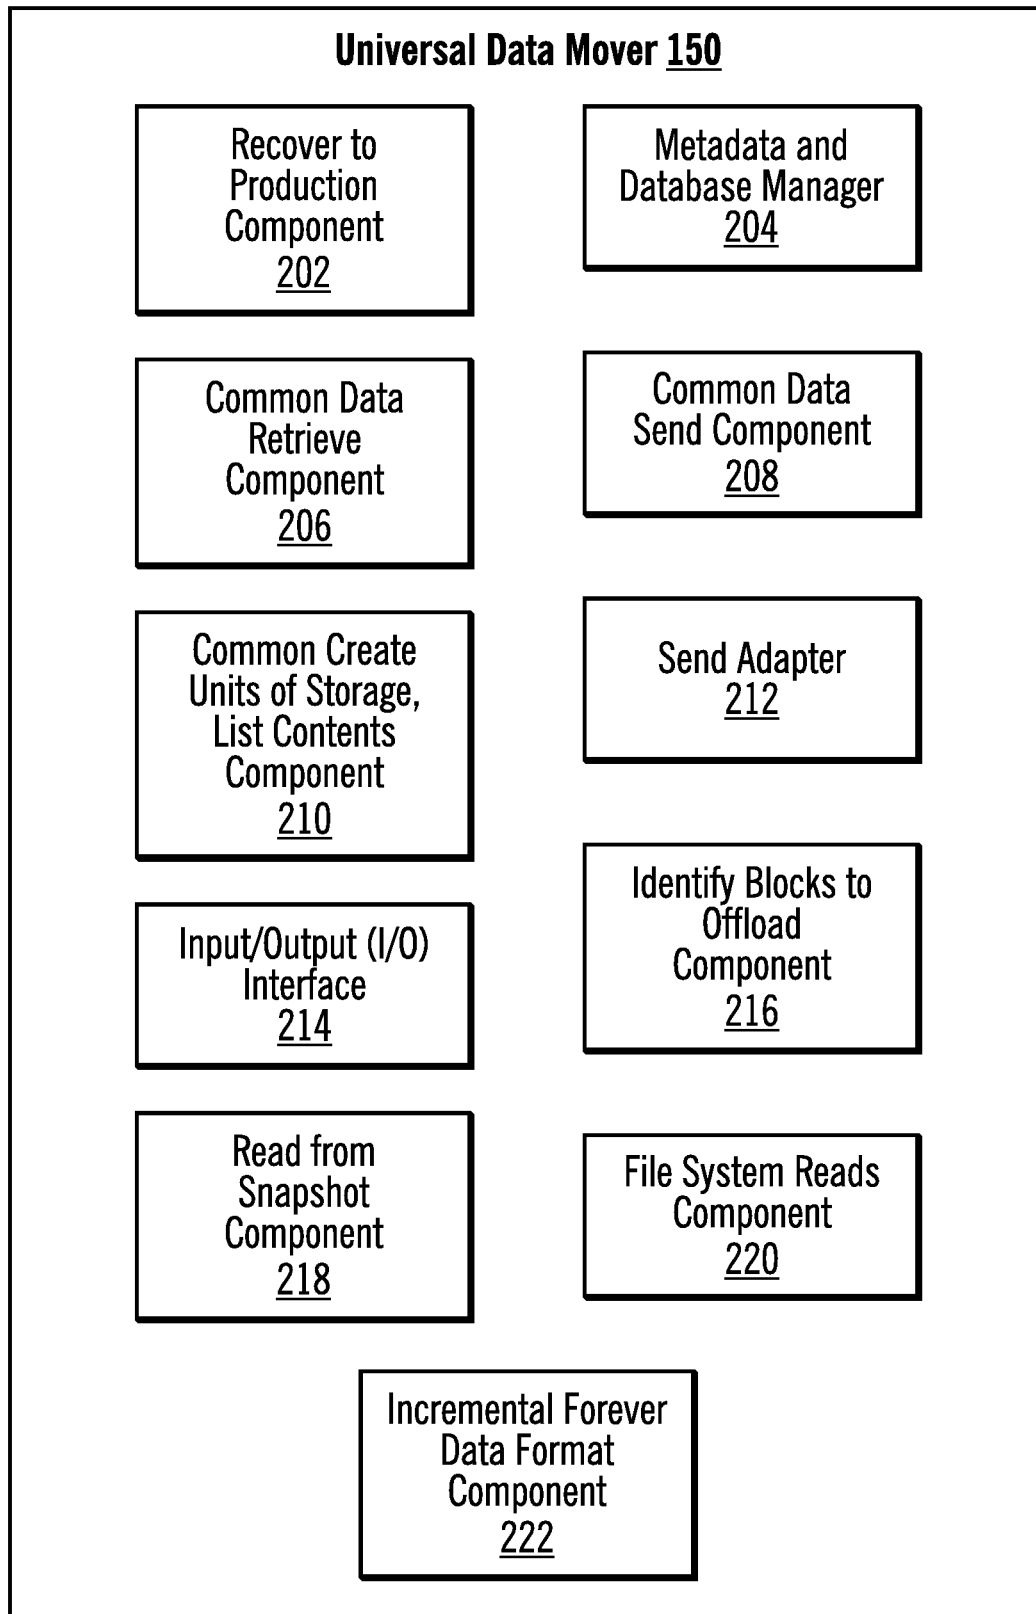 Universal Data Mover 150
Recover to
Production
Component
202
Metadata and
Database Manager
204
Common Data
Retrieve
Component
206
Common Data
Send Component
208
Common Create
Units of Storage,
List Contents
Component
210
Send Adapter
212
Input/Output (I/O)
Interface
214
Identify Blocks to
Offload
Component
216
Read from
Snapshot
Component
218
File System Reads
Component
220
Incremental Forever
Data Format
Component
222